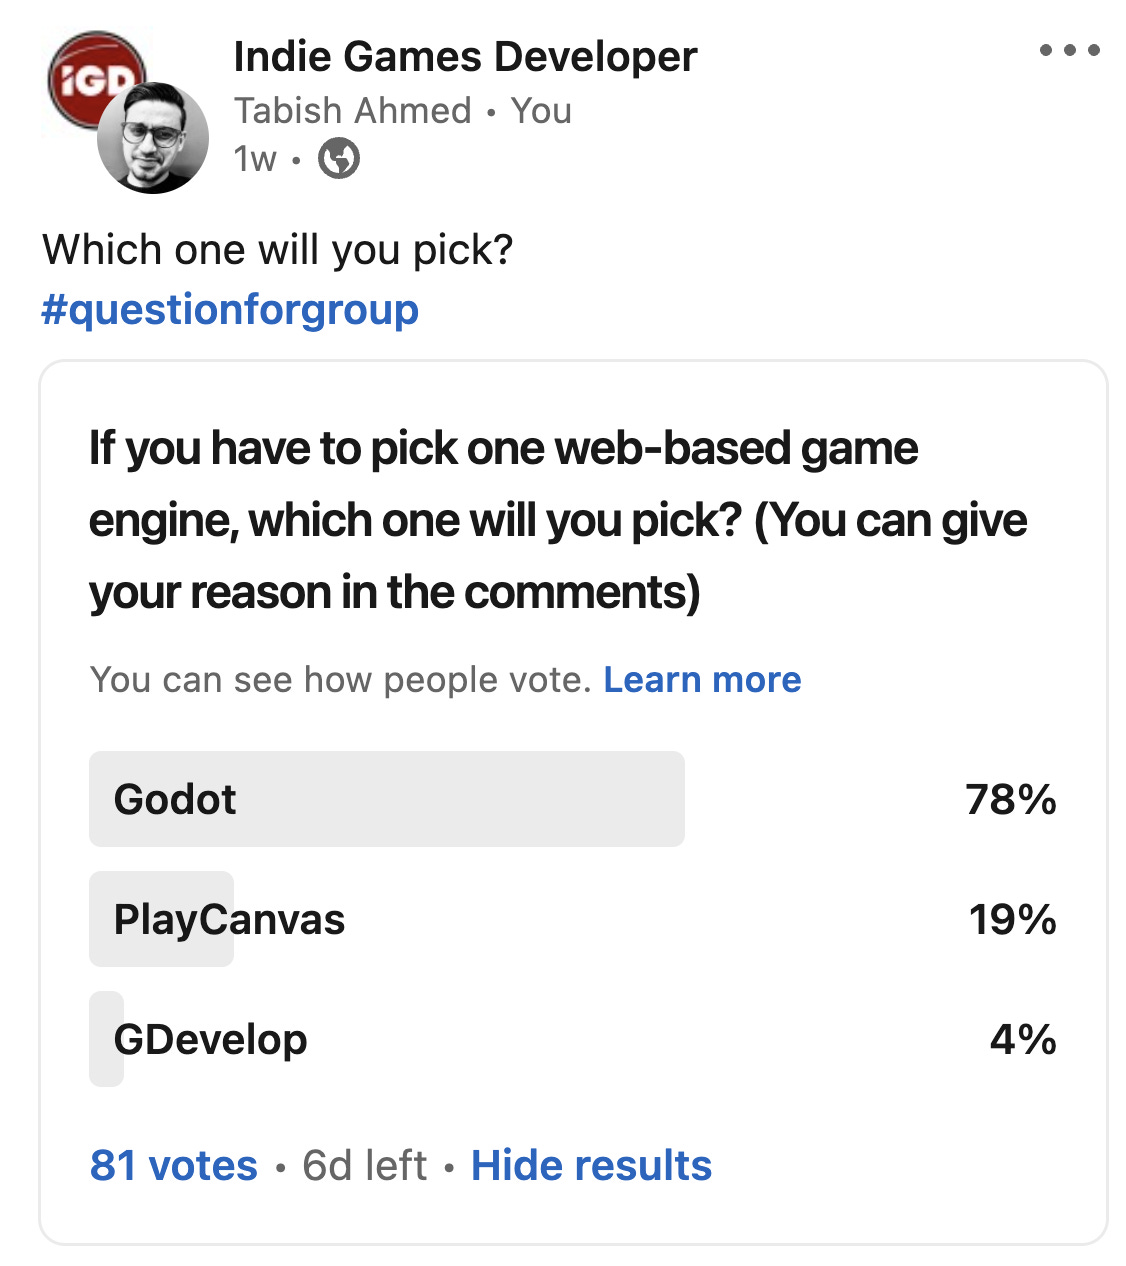 iGD
Indie Games Developer
Tabish Ahmed • You
1w •
Which one will you pick?
#questionforgroup
If you have to pick one web-based game
engine, which one will you pick? (You can give
your reason in the comments)
You can see how people vote. Learn more
Godot 78%
PlayCanvas 19%
GDevelop 4%
81 votes • 6d left • Hide results